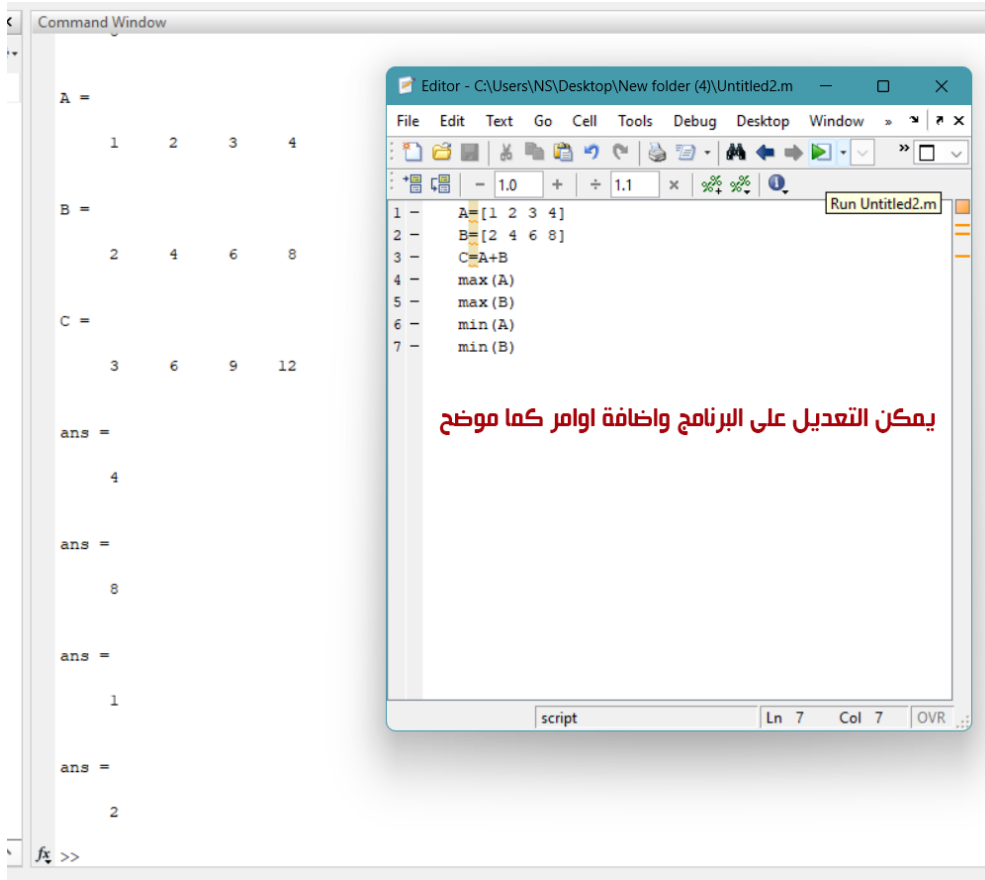 Command Window
A =
1 2 3 4
B =
2 4 6 8
C =
3 6 9 12
ans =
4
ans =
8
ans =
1
ans =
2
fx >>
Editor - C:\Users\NS\Desktop\New folder (4)\Untitled2.m
File Edit Text Go Cell Tools Debug Desktop Window »
»
− 1.0 + ÷ 1.1 ×
Run Untitled2.m
1 − A=[1 2 3 4]
2 − B=[2 4 6 8]
3 − C=A+B
4 − max(A)
5 − max(B)
6 − min(A)
7 − min(B)
يمكن التعديل على البرنامج واضافة اوامر كما موضح
script Ln 7 Col 7 OVR